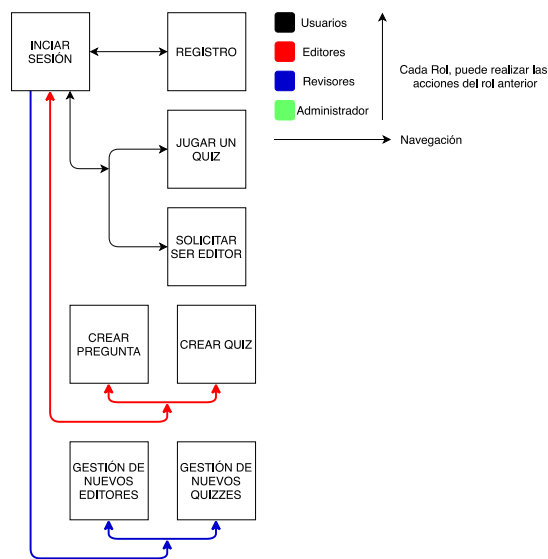 INCIAR
SESIÓN
REGISTRO
Usuarios
Editores
Revisores
Administrador
Cada Rol, puede realizar las
acciones del rol anterior
Navegación
JUGAR UN
QUIZ
SOLICITAR
SER EDITOR
CREAR
PREGUNTA
CREAR QUIZ
GESTIÓN DE
NUEVOS
EDITORES
GESTIÓN DE
NUEVOS
QUIZZES